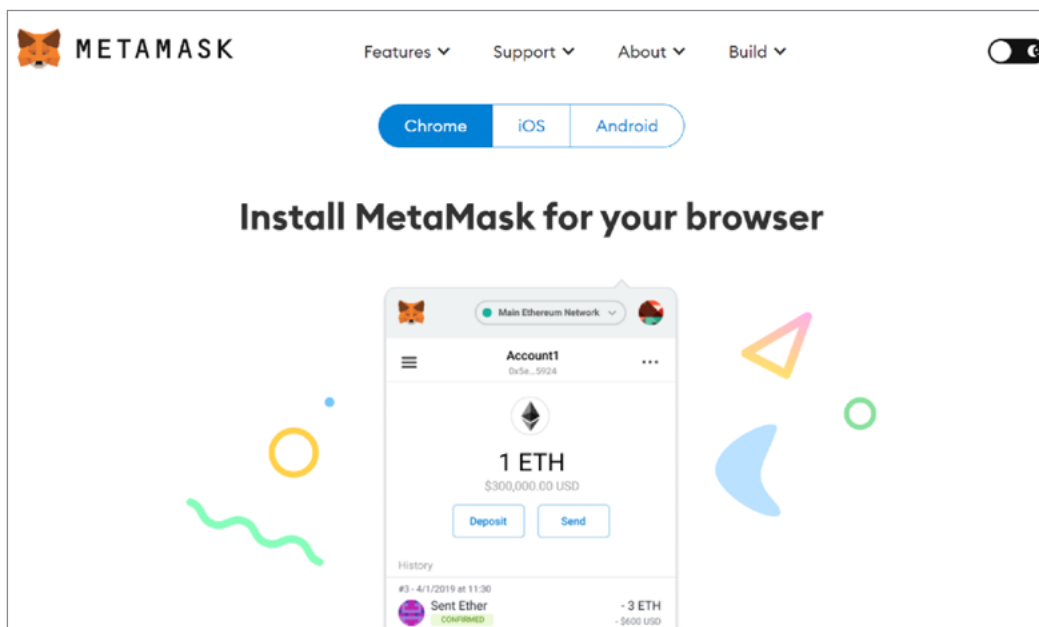 METAMASK
Features Support About Build
Chrome iOS Android
Install MetaMask for your browser
Main Ethereum Network
Account1
0x5e...5924
1 ETH
$300,000.00 USD
Deposit Send
History
#3 - 4/1/2019 at 11:30
Sent Ether - 3 ETH
CONFIRMED - $600 USD